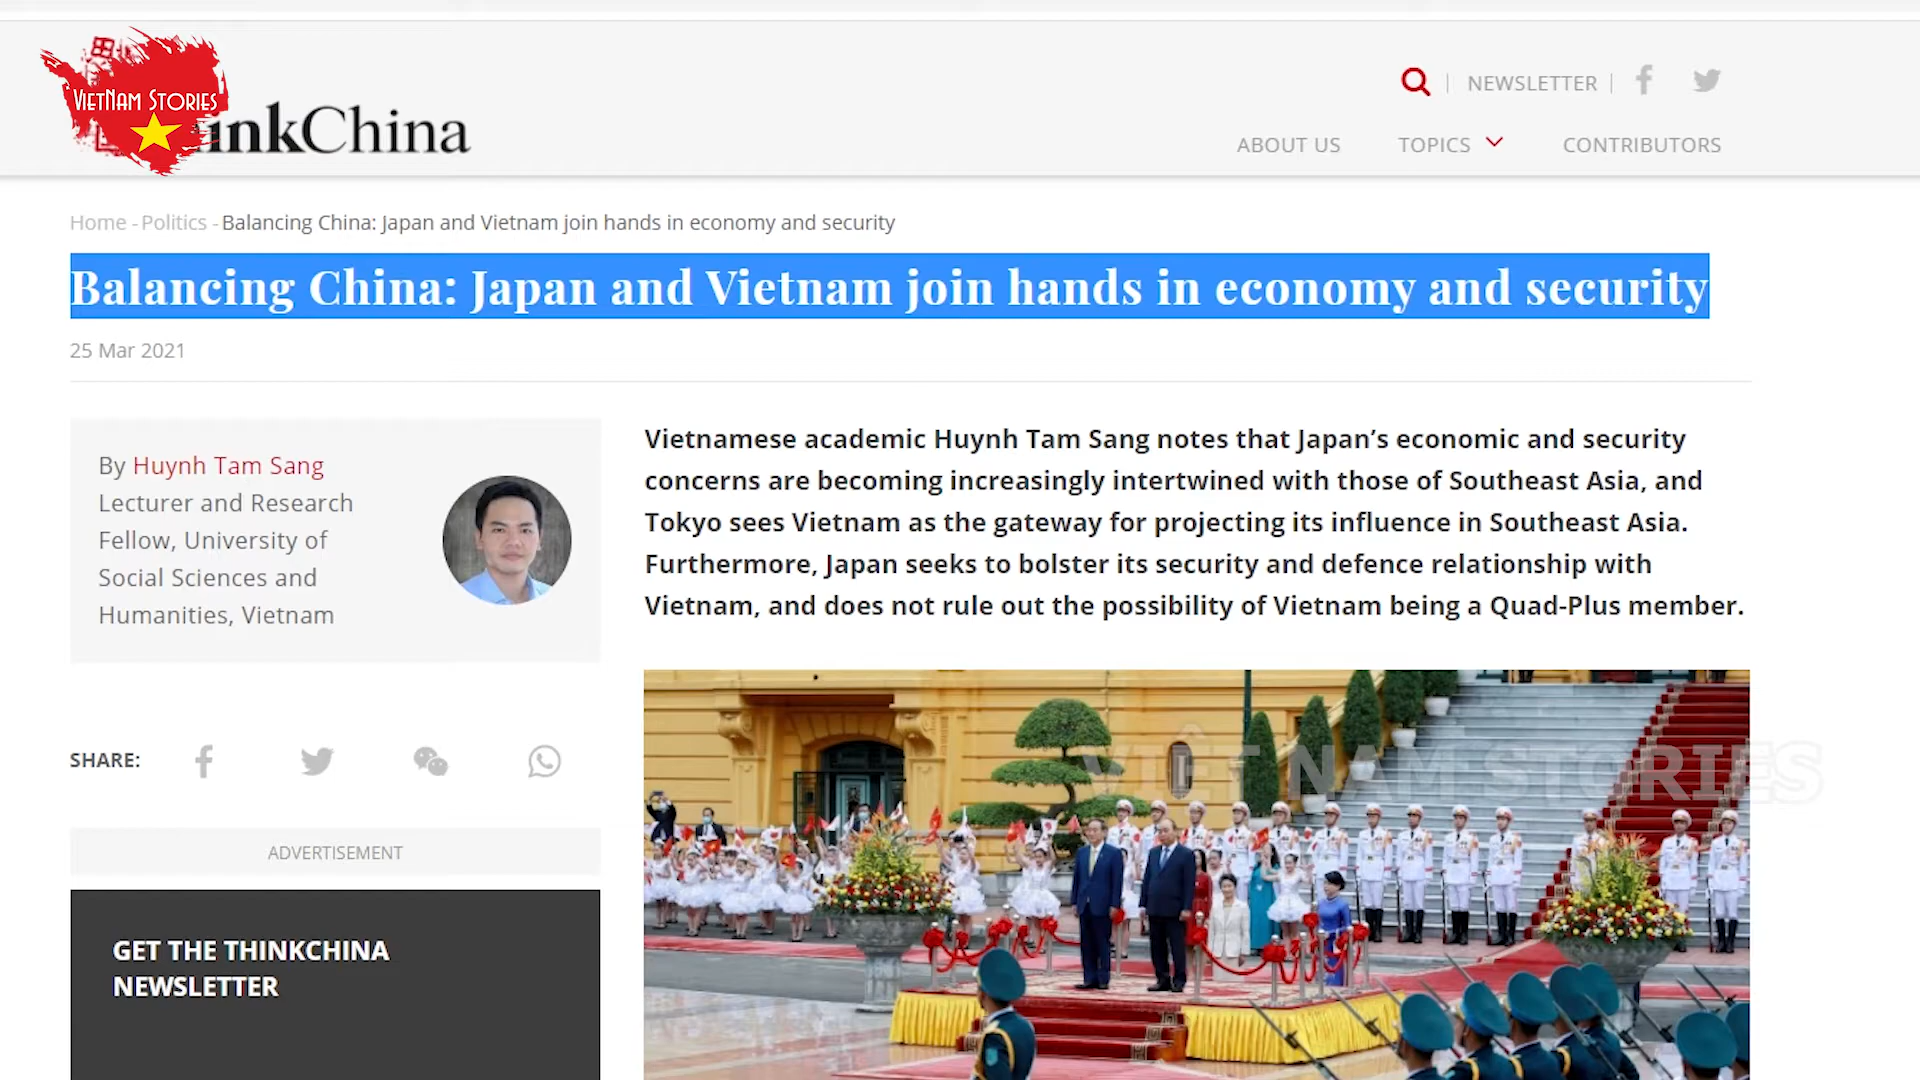 VIETNAM STORIES
inkChina
NEWSLETTER
ABOUT US
TOPICS
CONTRIBUTORS
Home - Politics - Balancing China: Japan and Vietnam join hands in economy and security
Balancing China: Japan and Vietnam join hands in economy and security
25 Mar 2021
By Huynh Tam Sang
Lecturer and Research
Fellow, University of
Social Sciences and
Humanities, Vietnam
Vietnamese academic Huynh Tam Sang notes that Japan’s economic and security
concerns are becoming increasingly intertwined with those of Southeast Asia, and
Tokyo sees Vietnam as the gateway for projecting its influence in Southeast Asia.
Furthermore, Japan seeks to bolster its security and defence relationship with
Vietnam, and does not rule out the possibility of Vietnam being a Quad-Plus member.
SHARE:
VIỆT NAM STORIES
ADVERTISEMENT
GET THE THINKCHINA
NEWSLETTER